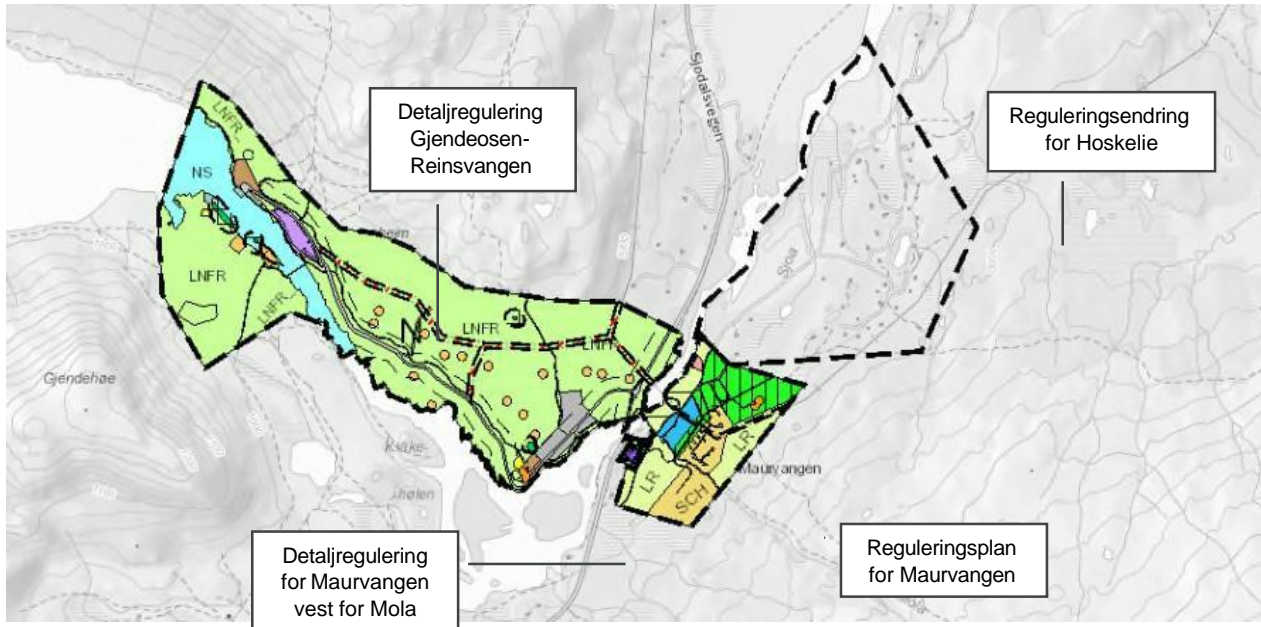 Detaljregulering
Gjendeosen-
Reinsvangen
Reguleringsendring
for Hoskelie
Sjodalsvegen
LNFR
NS
LNFR
LNFR
LNFR
Sjoa
Gjendehøe
LR
Maurvangen
LR
SCH
Detaljregulering
for Maurvangen
vest for Mola
Reguleringsplan
for Maurvangen